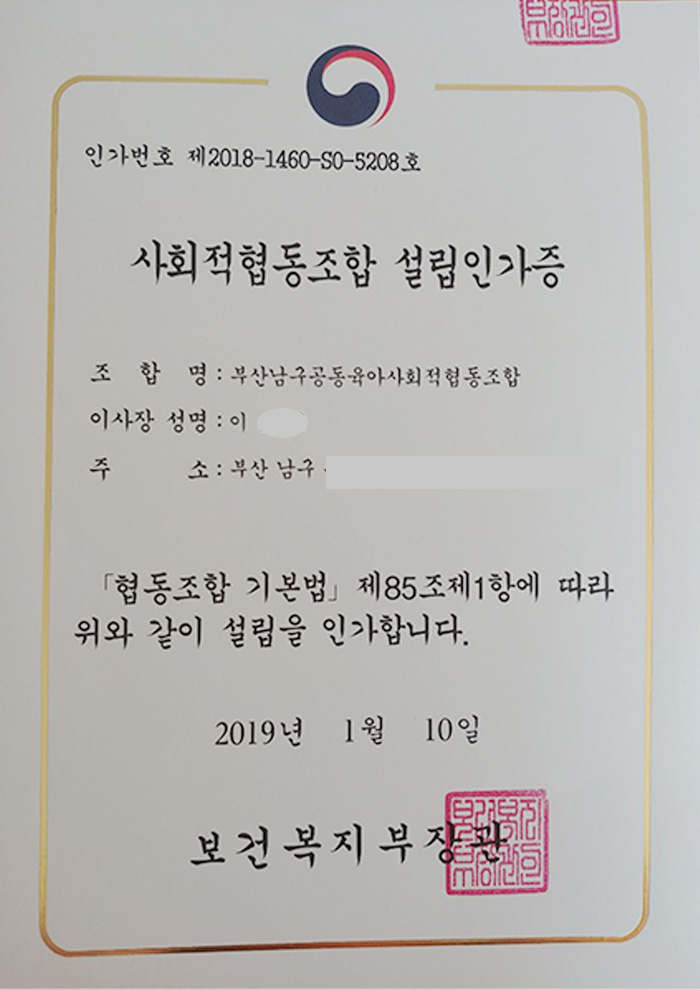 인가번호 제2018-1460-SO-5208호
사회적협동조합 설립인가증
조 합 명 : 부산남구공동육아사회적협동조합
이사장 성명 : 이
주 소 : 부산 남구
「협동조합 기본법」 제85조제1항에 따라
위와 같이 설립을 인가합니다.
2019년 1월 10일
보건복지부장관